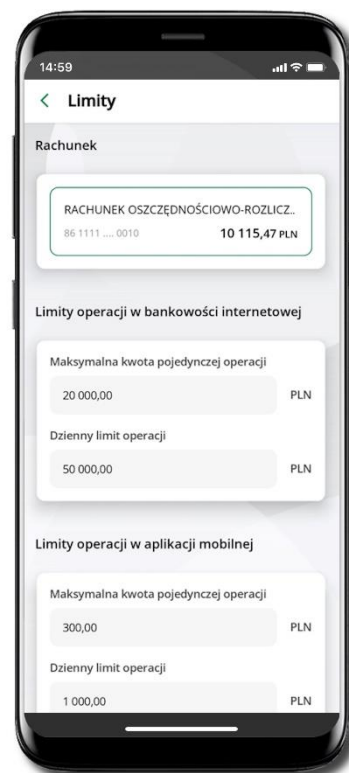 14:59
Limity
Rachunek
RACHUNEK OSZCZĘDNOŚCIOWO-ROZLICZ..
86 1111 .... 0010 10 115,47 PLN
Limity operacji w bankowości internetowej
Maksymalna kwota pojedynczej operacji
20 000,00 PLN
Dzienny limit operacji
50 000,00 PLN
Limity operacji w aplikacji mobilnej
Maksymalna kwota pojedynczej operacji
300,00 PLN
Dzienny limit operacji
1 000,00 PLN